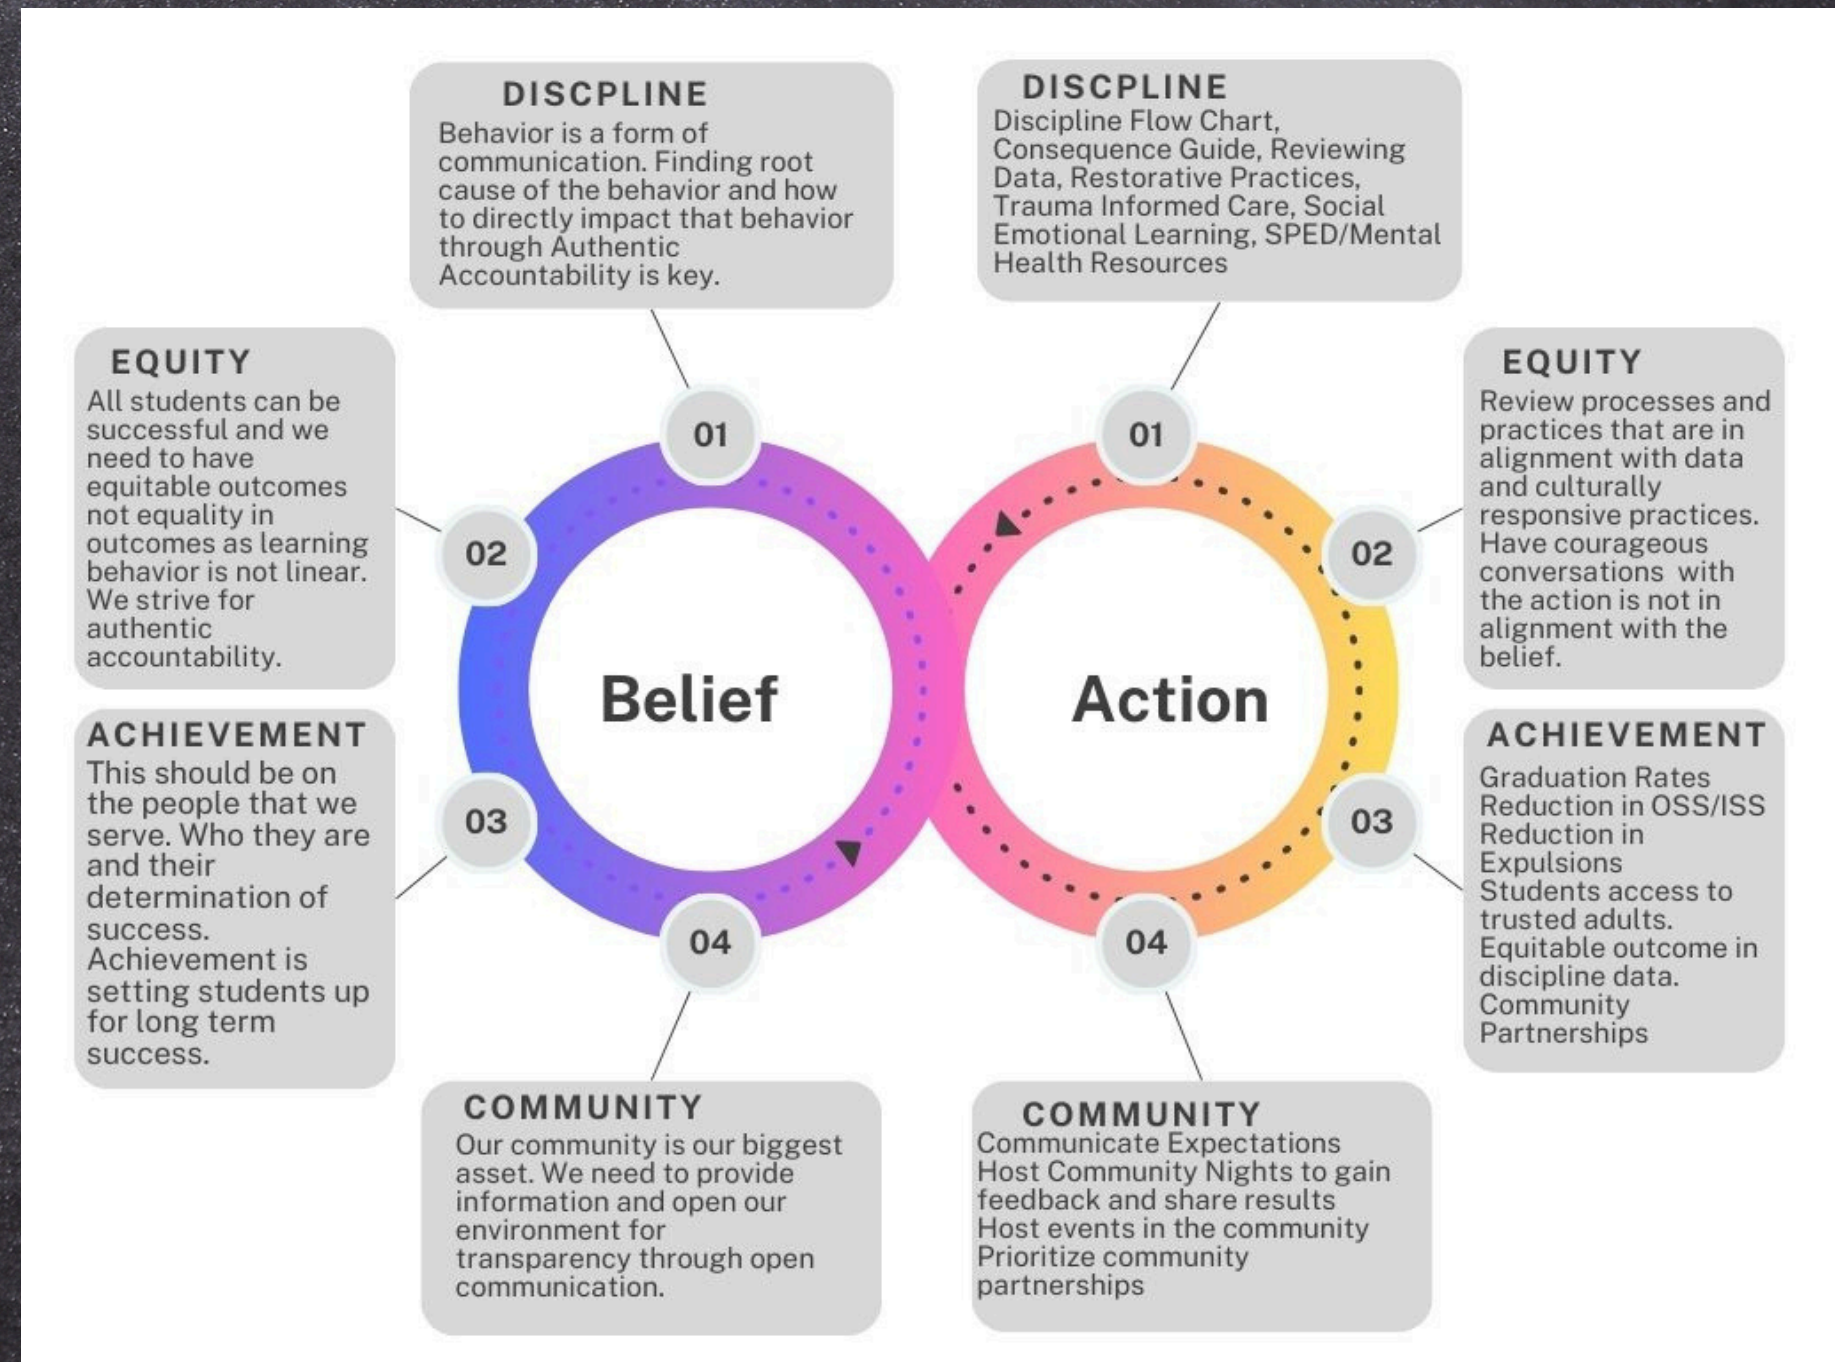 DISCPLINE
Behavior is a form of
communication. Finding root
cause of the behavior and how
to directly impact that behavior
through Authentic
Accountability is key.
DISCPLINE
Discipline Flow Chart,
Consequence Guide, Reviewing
Data, Restorative Practices,
Trauma Informed Care, Social
Emotional Learning, SPED/Mental
Health Resources
EQUITY
All students can be
successful and we
need to have
equitable outcomes
not equality in
outcomes as learning
behavior is not linear.
We strive for
authentic
accountability.
01
02
03
04
Belief
01
02
03
04
Action
EQUITY
Review processes and
practices that are in
alignment with data
and culturally
responsive practices.
Have courageous
conversations  with
the action is not in
alignment with the
belief.
ACHIEVEMENT
This should be on
the people that we
serve. Who they are
and their
determination of
success.
Achievement is
setting students up
for long term
success.
ACHIEVEMENT
Graduation Rates
Reduction in OSS/ISS
Reduction in
Expulsions
Students access to
trusted adults.
Equitable outcome in
discipline data.
Community
Partnerships
COMMUNITY
Our community is our biggest
asset. We need to provide
information and open our
environment for
transparency through open
communication.
COMMUNITY
Communicate Expectations
Host Community Nights to gain
feedback and share results
Host events in the community
Prioritize community
partnerships